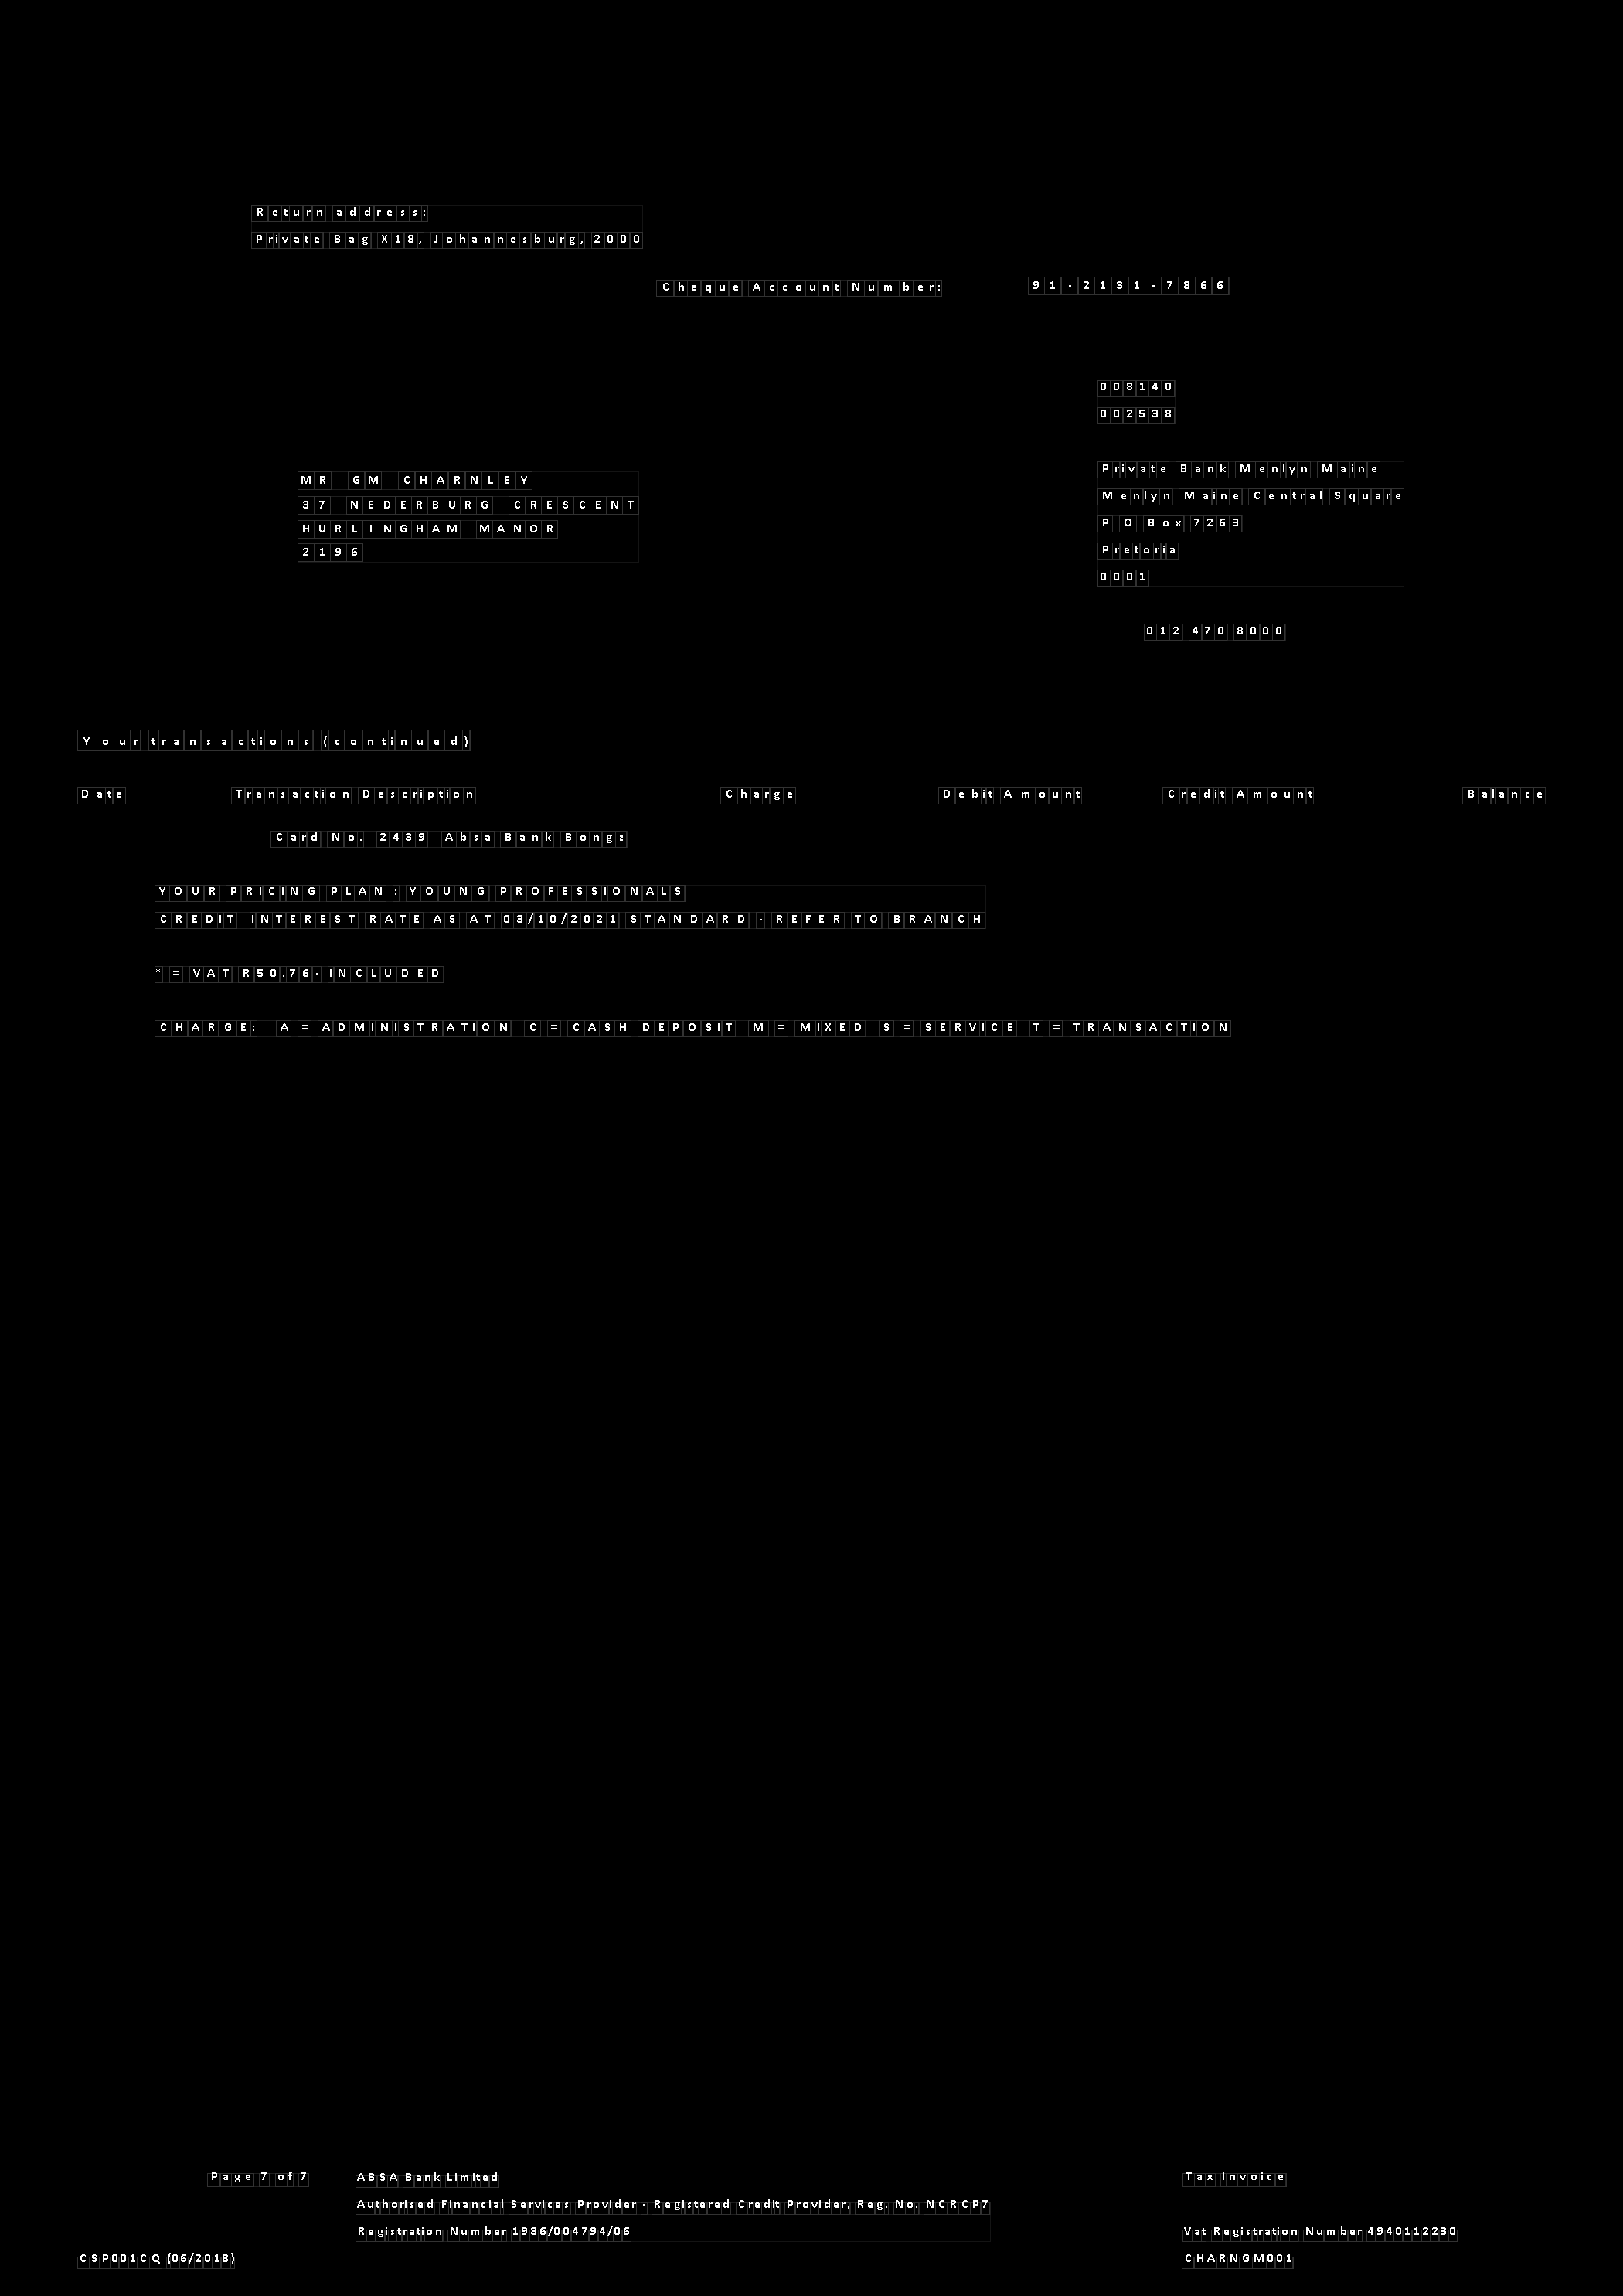 Return address:
Private Bag X18, Johannesburg, 2000
Cheque Account Number: 91-2131-7866
008140
002538
Private Bank Menlyn Maine
MR GM CHARNLEY
Menlyn Maine Central Square
37 NEDERBURG CRESCENT
P O Box 7263
HURLINGHAM MANOR
Pretoria
2196
0001
012 470 8000
Your transactions (continued)
Date Transaction Description Charge Debit Amount Credit Amount Balance
Card No. 2439 Absa Bank Bongz
YOUR PRICING PLAN : YOUNG PROFESSIONALS
CREDIT INTEREST RATE AS AT 03/10/2021 STANDARD - REFER TO BRANCH
* = VAT R50.76- INCLUDED
CHARGE: A = ADMINISTRATION C = CASH DEPOSIT M = MIXED S = SERVICE T = TRANSACTION
Page 7 of 7 ABSA Bank Limited Tax Invoice
Authorised Financial Services Provider - Registered Credit Provider, Reg. No. NCRCP7
Registration Number 1986/004794/06 Vat Registration Number 4940112230
CSP001CQ (06/2018) CHARNGM001